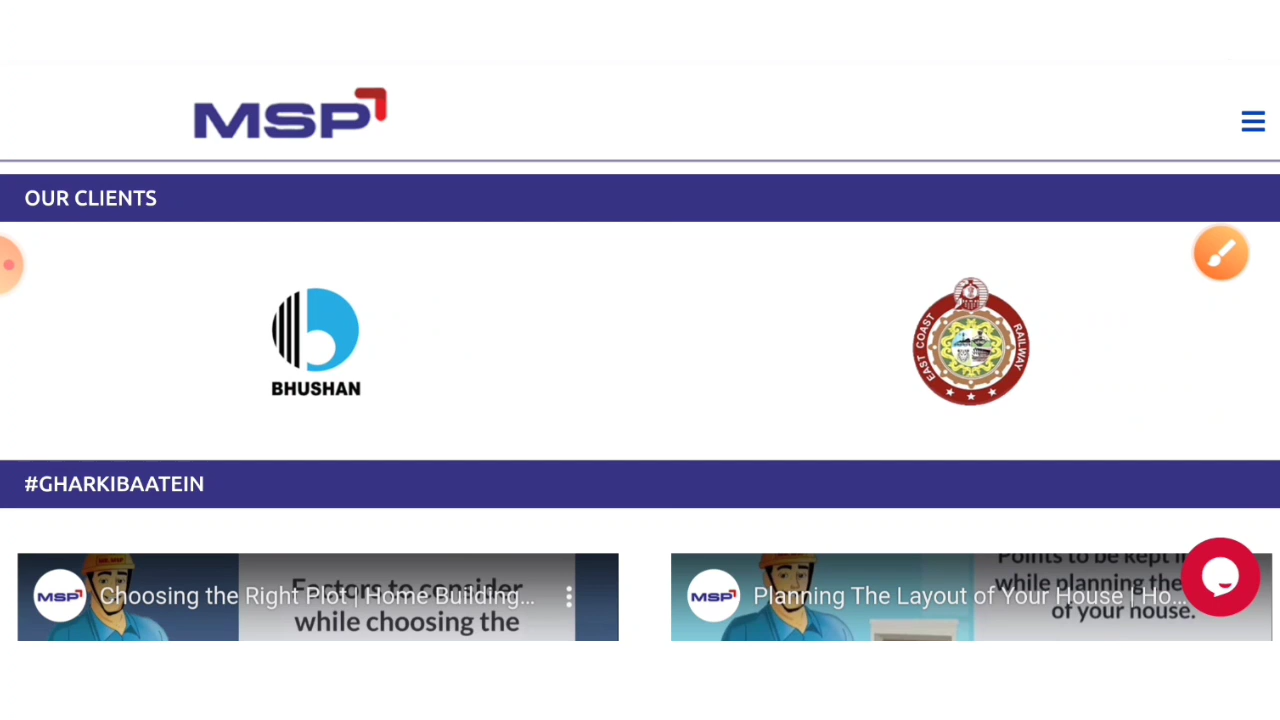 MSP
OUR CLIENTS
BHUSHAN
EAST COAST RAILWAY
#GHARKIBAATEIN
MSP
Choosing the Right Plot | Home Building...
Factors to consider
while choosing the
MSP
Planning The Layout of Your House | Ho...
Points to be kept
while planning the
of your house.